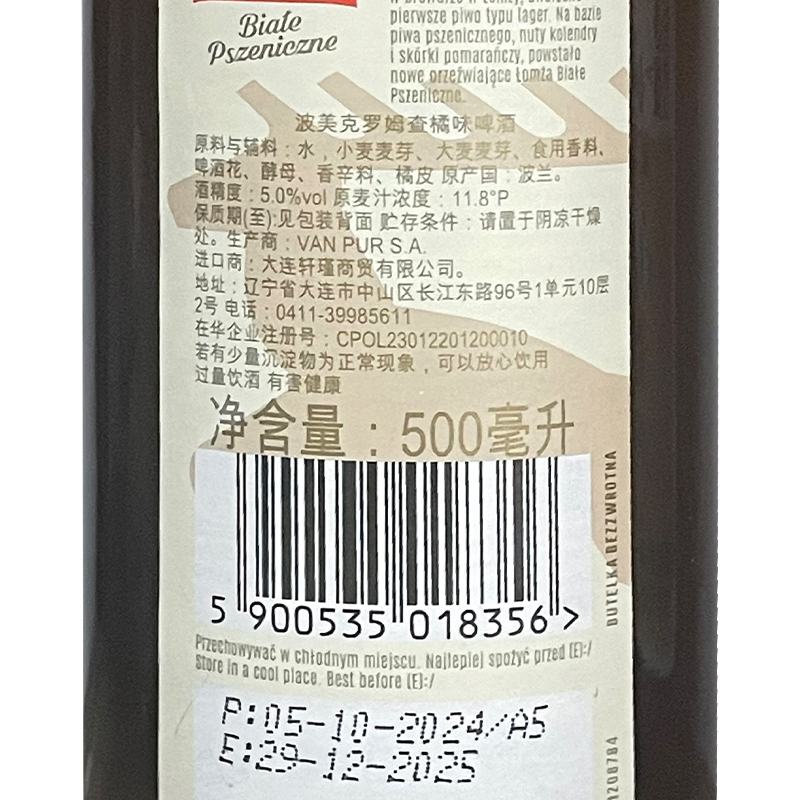 Białe
Pszeniczne
pierwsze piwo typu lager. Na bazie
piwa pszenicznego, nuty kolendry
i skórki pomarańczy, powstało
nowe orzeźwiające Łomża Białe
Pszeniczne.
波美克罗姆查橘味啤酒
原料与辅料：水，小麦麦芽、大麦麦芽、食用香料、
啤酒花、酵母、香辛料、橘皮 原产国：波兰。
酒精度：5.0%vol 原麦汁浓度：11.8°P
保质期(至):见包装背面 贮存条件：请置于阴凉干燥
处。生产商：VAN PUR S.A.
进口商：大连轩瑾商贸有限公司。
地址：辽宁省大连市中山区长江东路96号1单元10层
2号 电话：0411-39985611
在华企业注册号：CPOL23012201200010
若有少量沉淀物为正常现象，可以放心饮用
过量饮酒 有害健康
净含量：500毫升
5 900535 018356 >
BUTELKA BEZZWROTNA
Przechowywać w chłodnym miejscu. Najlepiej spożyć przed (E):/
Store in a cool place. Best before (E):/
P:05-10-2024/A5
E:29-12-2025